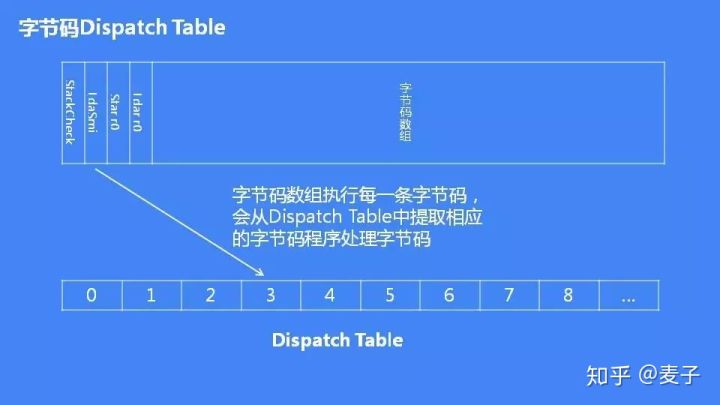 字节码Dispatch Table
StackCheck
LdaSmi
Star r0
Ldar r0
字节码数组
字节码数组执行每一条字节码，
会从Dispatch Table中提取相应
的字节码程序处理字节码
0 1 2 3 4 5 6 7 8 ...
Dispatch Table
知乎 @麦子